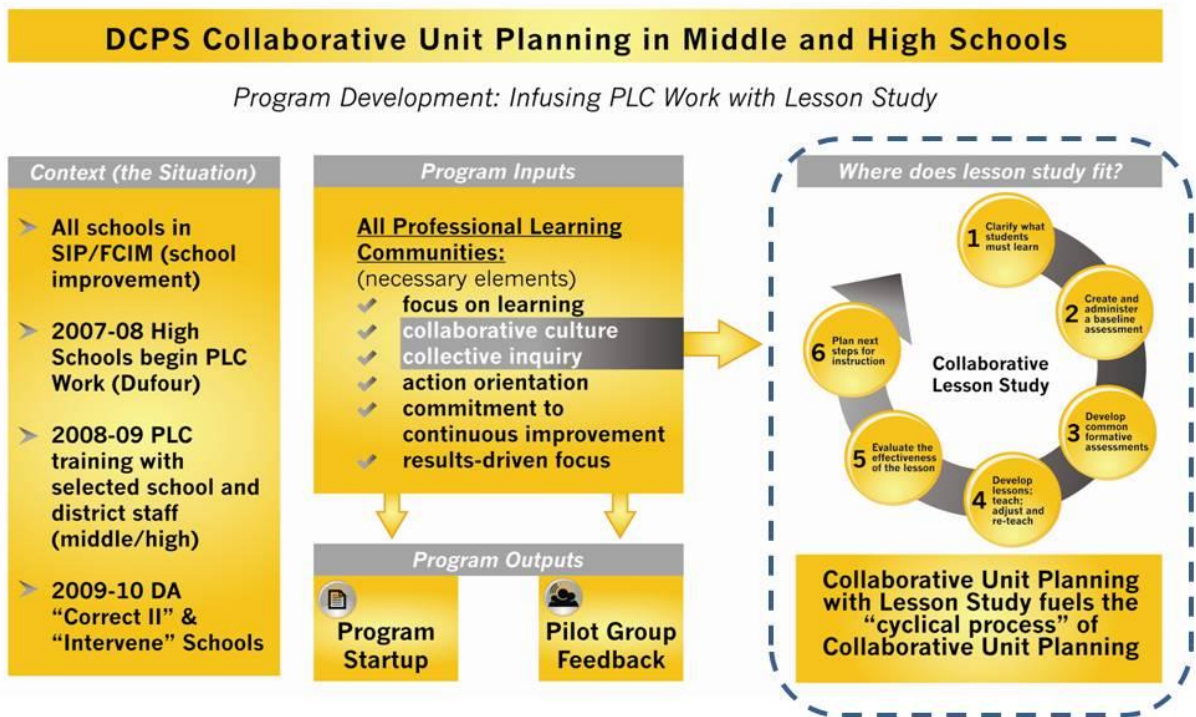 DCPS Collaborative Unit Planning in Middle and High Schools
Program Development: Infusing PLC Work with Lesson Study
Context (the Situation)
All schools in
SIP/FCIM (school
improvement)
2007-08 High
Schools begin PLC
Work (Dufour)
2008-09 PLC
training with
selected school and
district staff
(middle/high)
2009-10 DA
“Correct II” &
“Intervene” Schools
Program Inputs
All Professional Learning
Communities:
(necessary elements)
focus on learning
collaborative culture
collective inquiry
action orientation
commitment to
continuous improvement
results-driven focus
Program Outputs
Program
Startup
Pilot Group
Feedback
Where does lesson study fit?
1 Clarify what
students
must learn
2 Create and
administer
a baseline
assessment
3 Develop
common
formative
assessments
4 Develop
lessons;
teach;
adjust and
re-teach
5 Evaluate the
effectiveness
of the lesson
6 Plan next
steps for
instruction
Collaborative
Lesson Study
Collaborative Unit Planning
with Lesson Study fuels the
“cyclical process” of
Collaborative Unit Planning